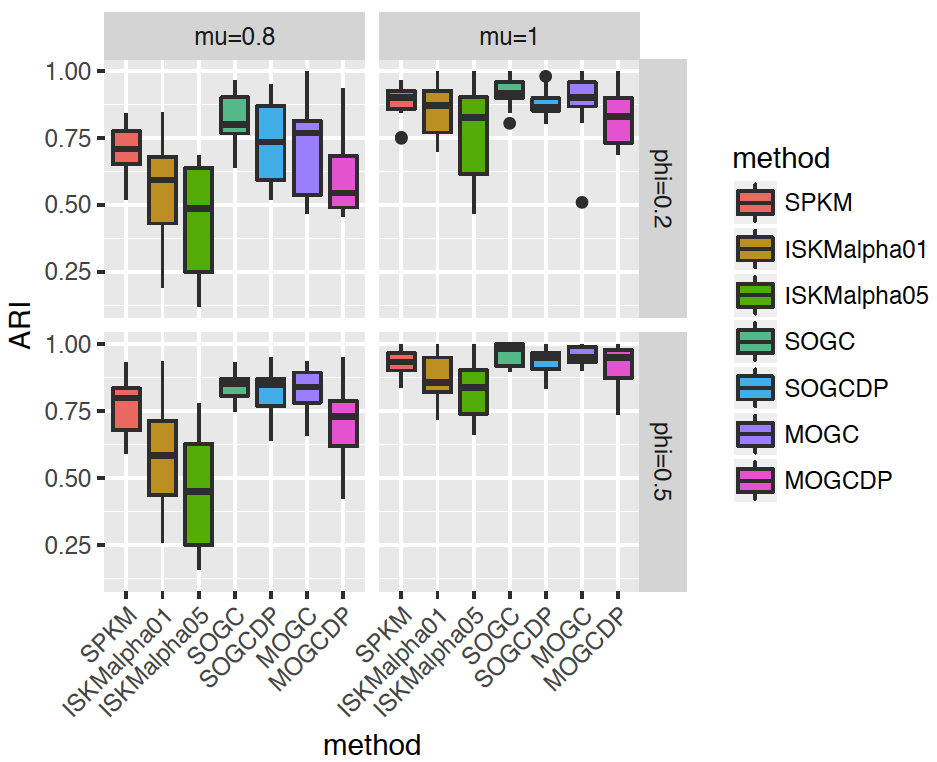 mu=0.8
mu=1
1.00
0.75
0.50
0.25
phi=0.2
1.00
0.75
0.50
0.25
phi=0.5
ARI
SPKM
ISKMalpha01
ISKMalpha05
SOGC
SOGCDP
MOGC
MOGCDP
SPKM
ISKMalpha01
ISKMalpha05
SOGC
SOGCDP
MOGC
MOGCDP
method
method
SPKM
ISKMalpha01
ISKMalpha05
SOGC
SOGCDP
MOGC
MOGCDP